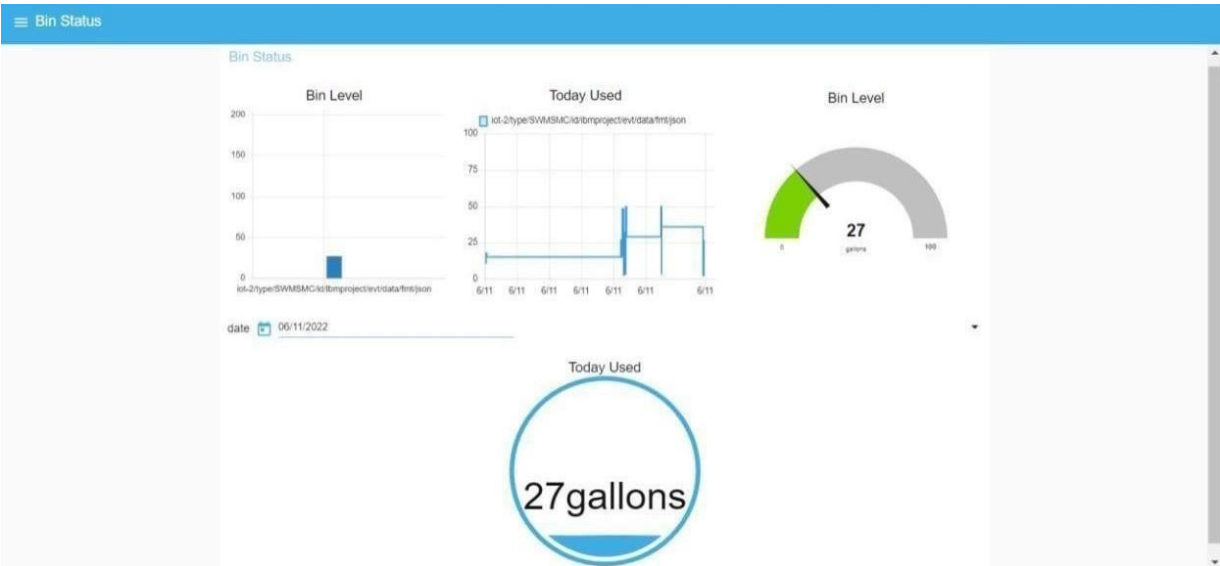 Bin Status
Bin Status
Bin Level
200
150
100
50
0
iot-2/type/SWMSMC/id/ibmproject/evt/data/fmt/json
Today Used
iot-2/type/SWMSMC/id/ibmproject/evt/data/fmt/json
100
75
50
25
0
6/11 6/11 6/11 6/11 6/11 6/11 6/11
Bin Level
27
gallons
0 100
date 06/11/2022
Today Used
27gallons